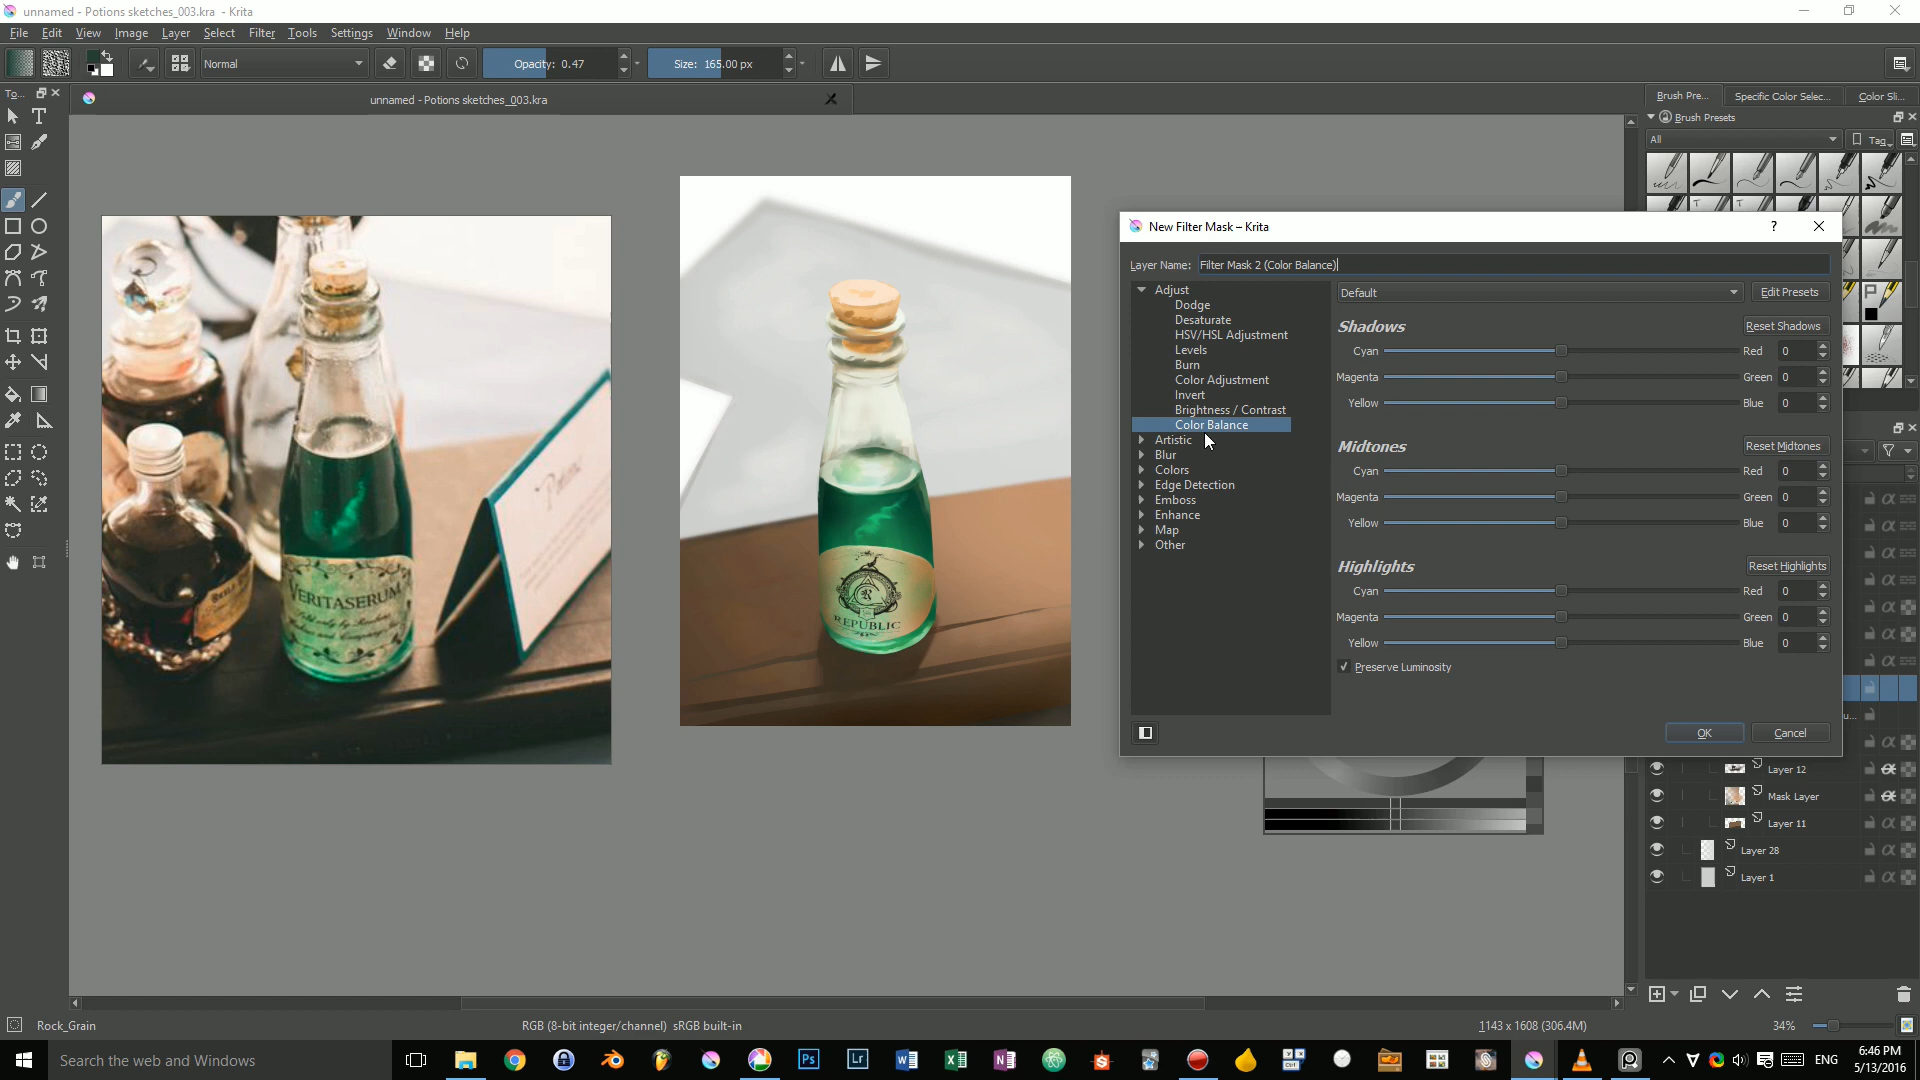 unnamed - Potions sketches_003.kra - Krita
File Edit View Image Layer Select Filter Tools Settings Window Help
Normal
Opacity: 0.47
Size: 165.00 px
To...
unnamed - Potions sketches_003.kra
Brush Pre...
Specific Color Selec...
Color Sli...
Brush Presets
All
Tag
New Filter Mask – Krita
?
Layer Name: Filter Mask 2 (Color Balance)
Adjust
Dodge
Desaturate
HSV/HSL Adjustment
Levels
Burn
Color Adjustment
Invert
Brightness / Contrast
Color Balance
Artistic
Blur
Colors
Edge Detection
Emboss
Enhance
Map
Other
Default
Edit Presets
Shadows
Reset Shadows
Cyan Red 0
Magenta Green 0
Yellow Blue 0
Midtones
Reset Midtones
Cyan Red 0
Magenta Green 0
Yellow Blue 0
Highlights
Reset Highlights
Cyan Red 0
Magenta Green 0
Yellow Blue 0
Preserve Luminosity
OK
Cancel
VERITASERUM
REPUBLIC
Layer 12
Mask Layer
Layer 11
Layer 28
Layer 1
Rock_Grain
RGB (8-bit integer/channel) sRGB built-in
1143 x 1608 (306.4M)
34%
Search the web and Windows
Ps
Lr
ENG
6:46 PM
5/13/2016